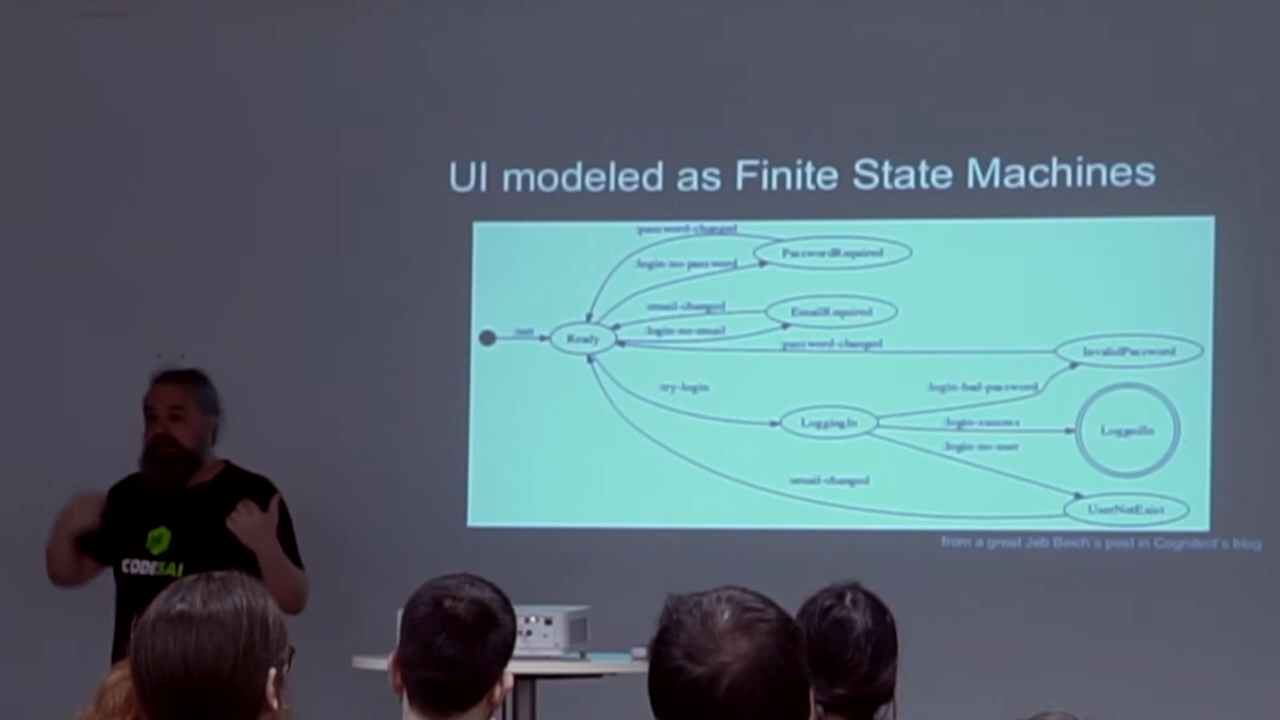 UI modeled as Finite State Machines
:password-changed
PasswordRequired
:login-no-password
:email-changed
EmailRequired
:init
Ready
:login-no-email
:password-changed
InvalidPassword
:try-login
:login-bad-password
LoggingIn
:login-success
LoggedIn
:login-no-user
:email-changed
UserNotExist
from a great Jeb Beich's post in Cognitect's blog
CODESAI